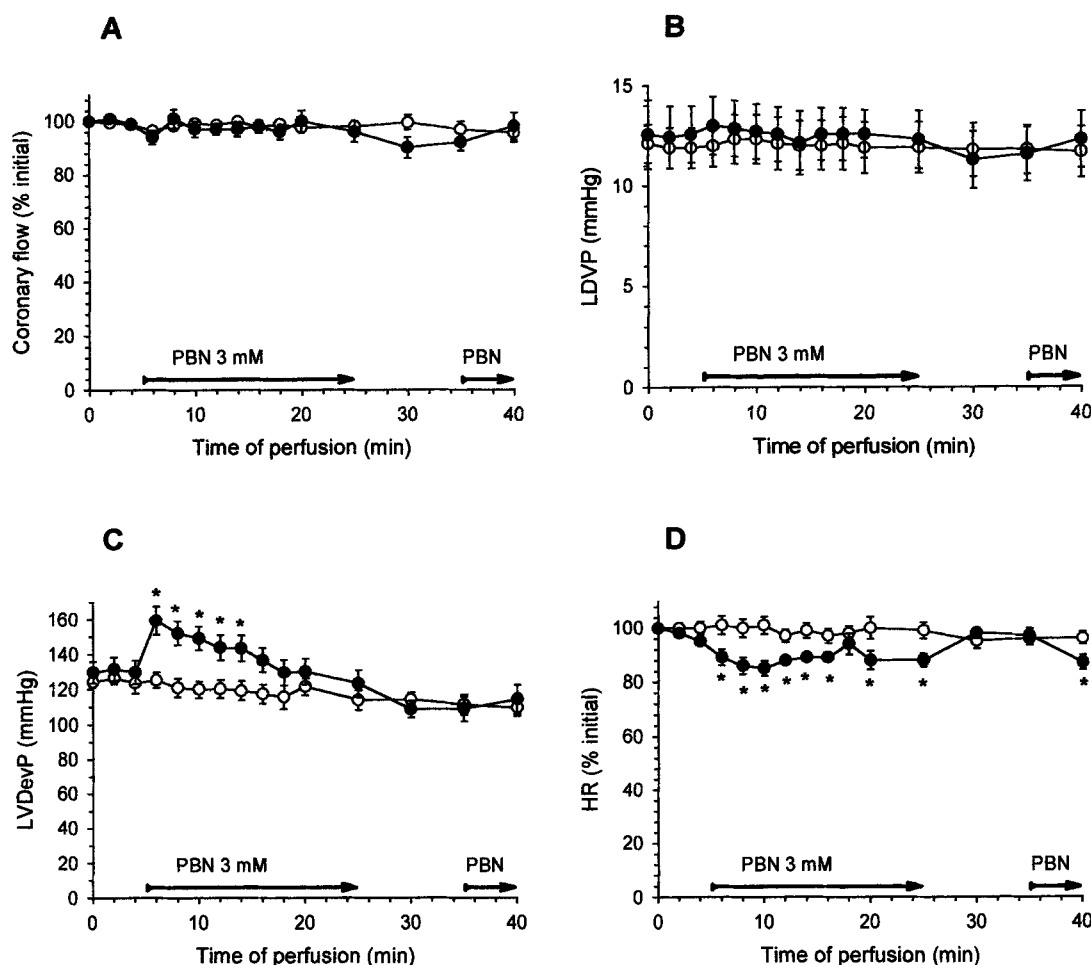 A
Coronary flow (% initial)
100
80
60
40
20
0
PBN 3 mM
PBN
0 10 20 30 40
Time of perfusion (min)
B
LDVP (mmHg)
15
12
5
2
0
PBN 3 mM
PBN
0 10 20 30 40
Time of perfusion (min)
C
LVDevP (mmHg)
* * * * *
160
140
120
100
80
60
40
20
0
PBN 3 mM
PBN
0 10 20 30 40
Time of perfusion (min)
D
HR (% initial)
100
80
60
40
20
0
* * * * * * * * *
PBN 3 mM
PBN
0 10 20 30 40
Time of perfusion (min)